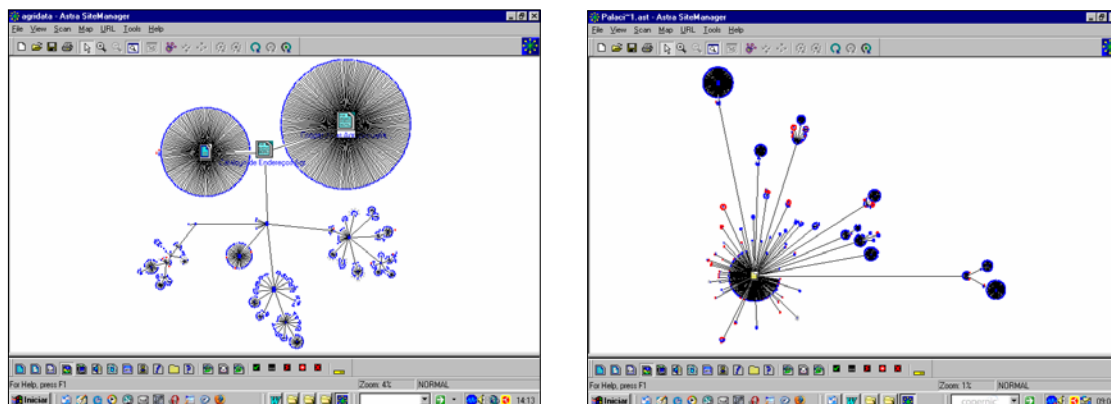 agridata - Astra SiteManager
File View Scan Map URL Tools Help
de Endereços
For Help, press F1
Zoom: 4% NORMAL
Iniciar
14:13
Palaci~1.ast - Astra SiteManager
File View Scan Map URL Tools Help
For Help, press F1
Zoom: 1% NORMAL
Iniciar
copernic
09:0